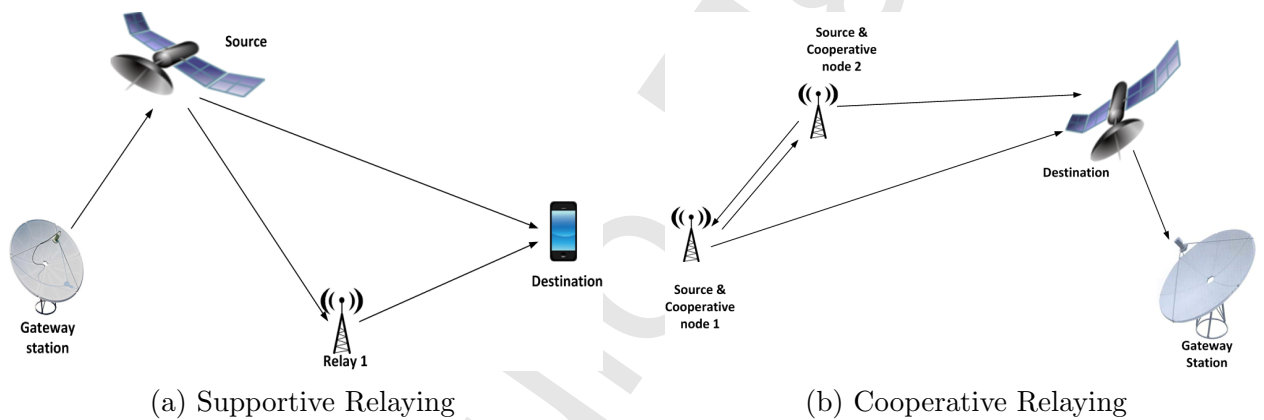 Source
Gateway
station
Relay 1
Destination
(a) Supportive Relaying
Source &
Cooperative
node 2
Source &
Cooperative
node 1
Destination
Gateway
Station
(b) Cooperative Relaying